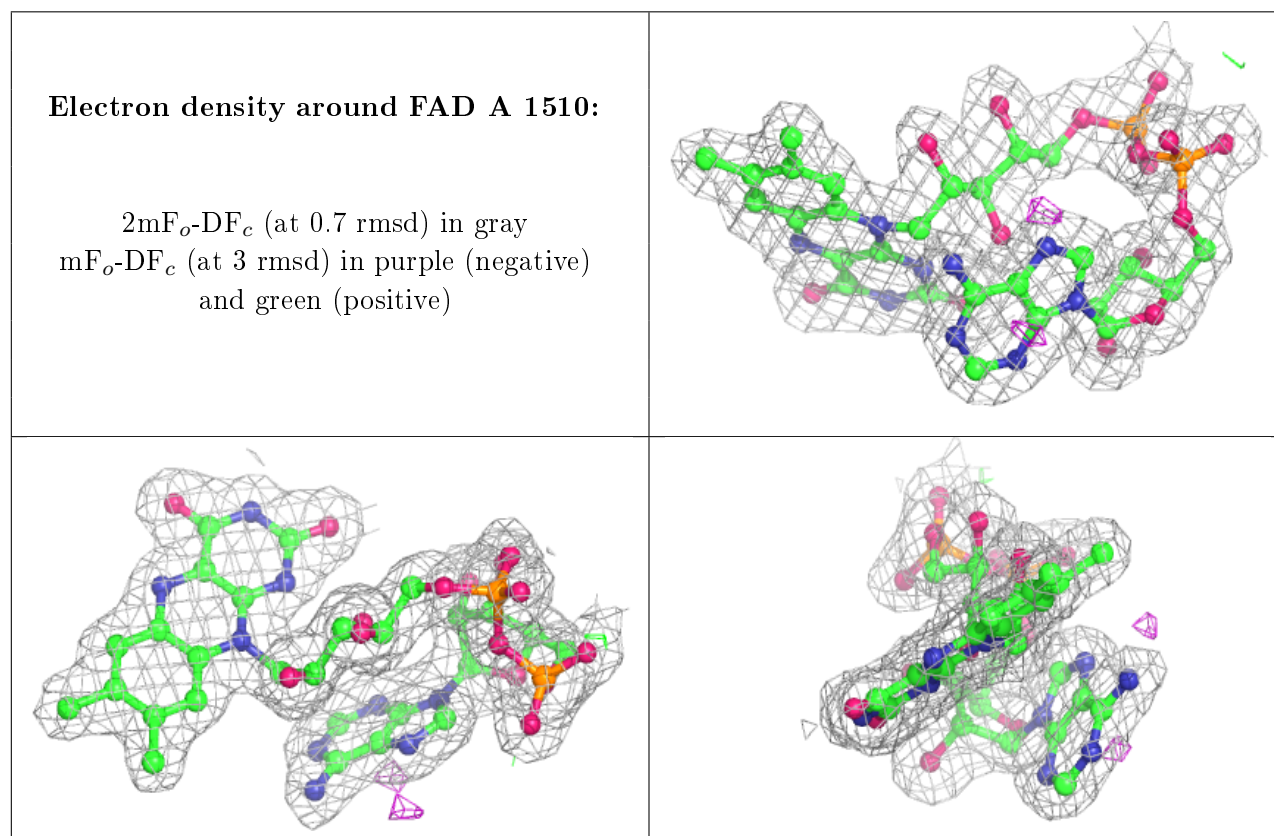 Electron density around FAD A 1510:
2mFₒ-DF𝒸 (at 0.7 rmsd) in gray
mFₒ-DF𝒸 (at 3 rmsd) in purple (negative)
and green (positive)